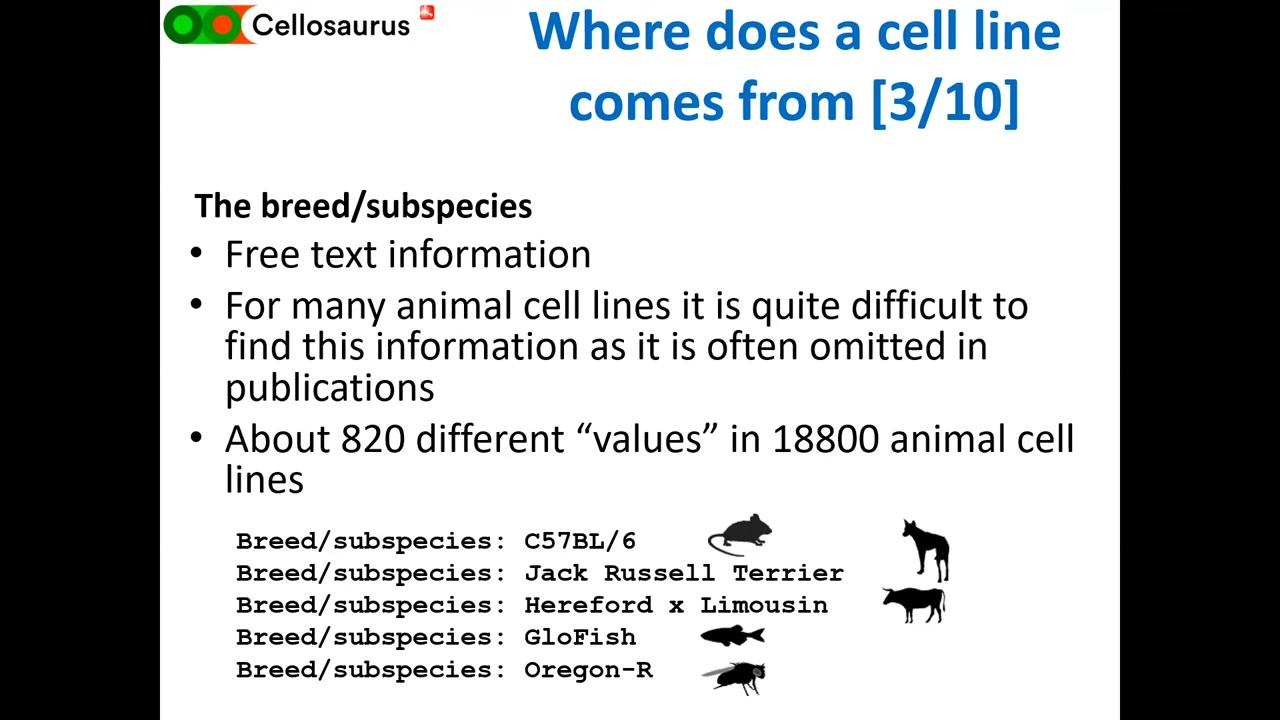 Cellosaurus
Where does a cell line
comes from [3/10]
The breed/subspecies
• Free text information
• For many animal cell lines it is quite difficult to
find this information as it is often omitted in
publications
• About 820 different “values” in 18800 animal cell
lines
Breed/subspecies: C57BL/6
Breed/subspecies: Jack Russell Terrier
Breed/subspecies: Hereford x Limousin
Breed/subspecies: GloFish
Breed/subspecies: Oregon-R